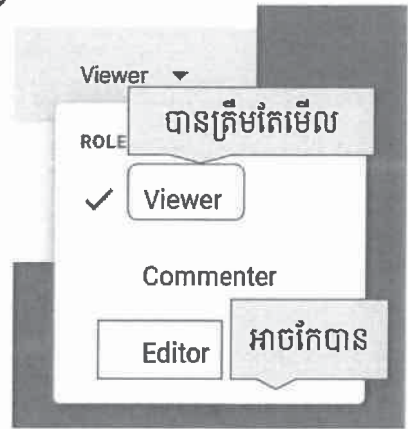 Viewer
បានត្រឹមតែមើល
ROLE
Viewer
Commenter
Editor
អាចកែបាន